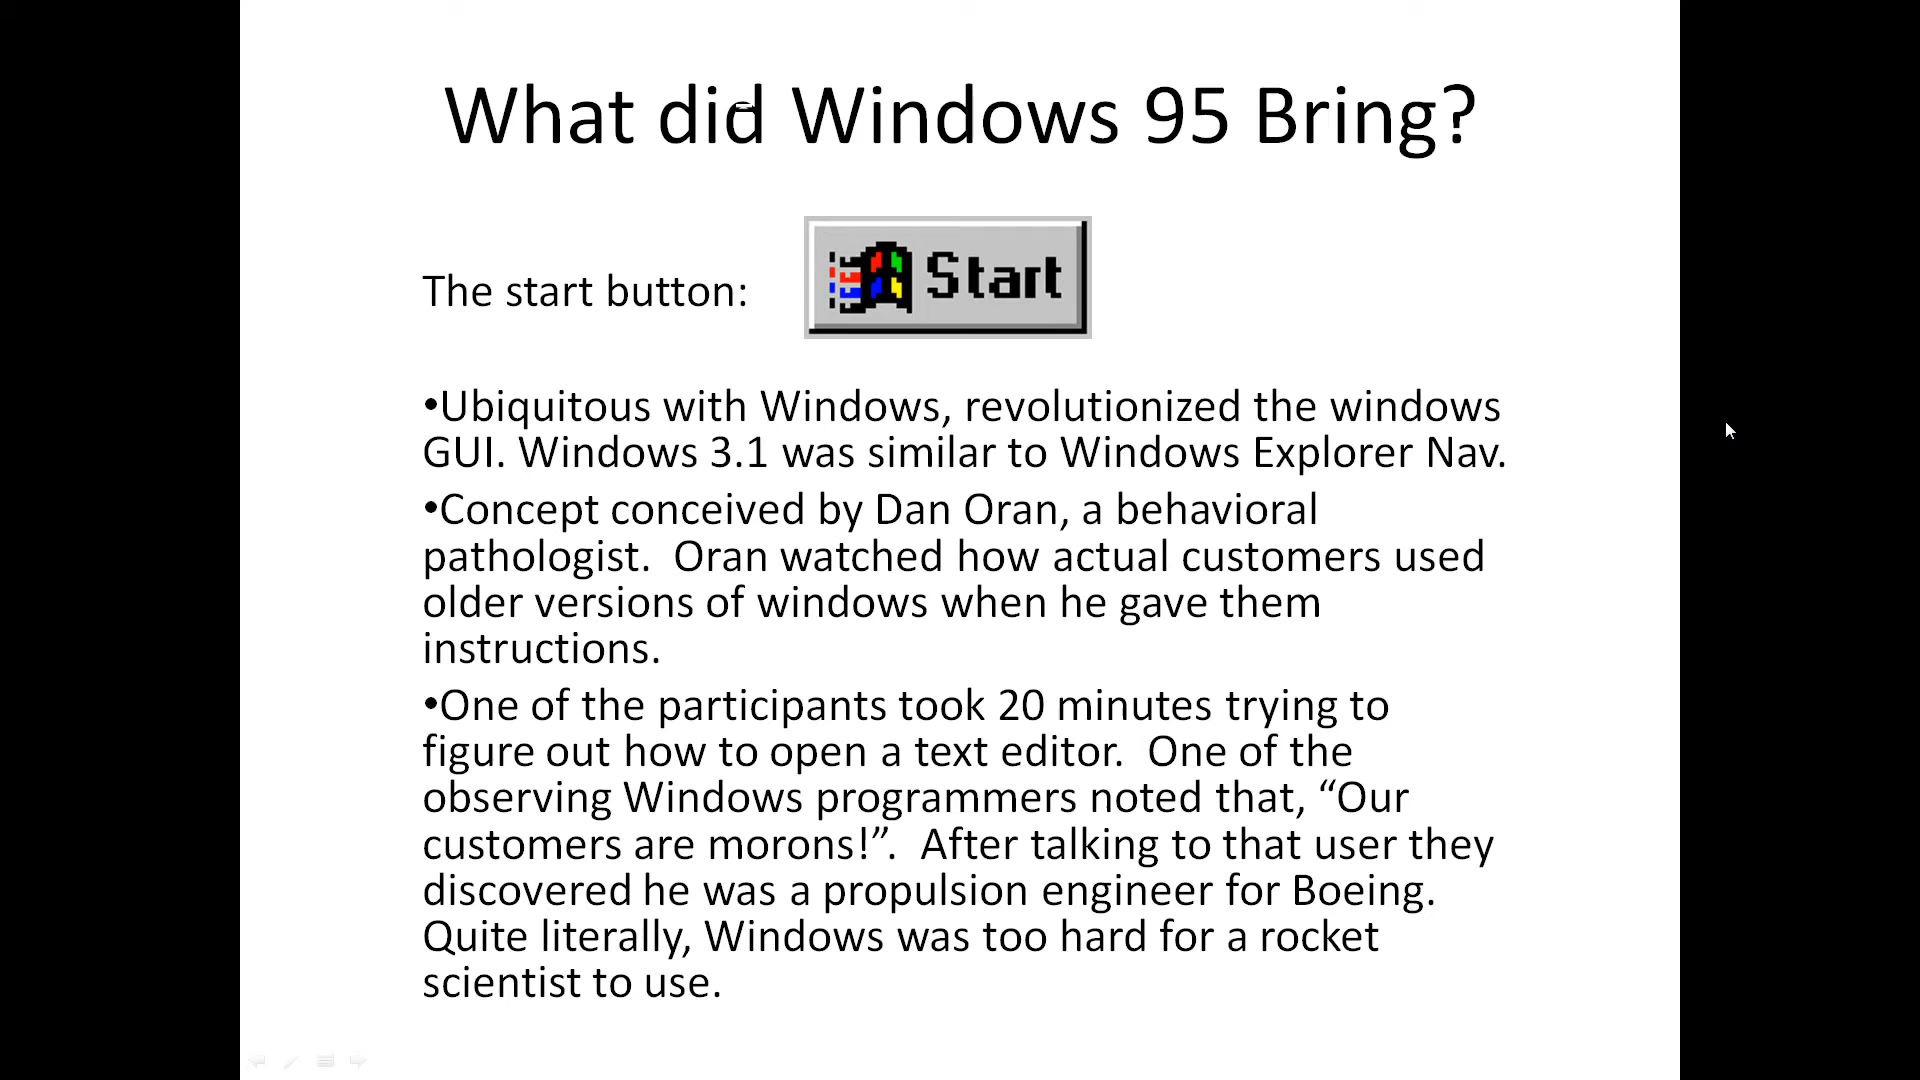 What did Windows 95 Bring?
The start button:
Start
•Ubiquitous with Windows, revolutionized the windows
GUI. Windows 3.1 was similar to Windows Explorer Nav.
•Concept conceived by Dan Oran, a behavioral
pathologist.  Oran watched how actual customers used
older versions of windows when he gave them
instructions.
•One of the participants took 20 minutes trying to
figure out how to open a text editor.  One of the
observing Windows programmers noted that, “Our
customers are morons!”.  After talking to that user they
discovered he was a propulsion engineer for Boeing.
Quite literally, Windows was too hard for a rocket
scientist to use.